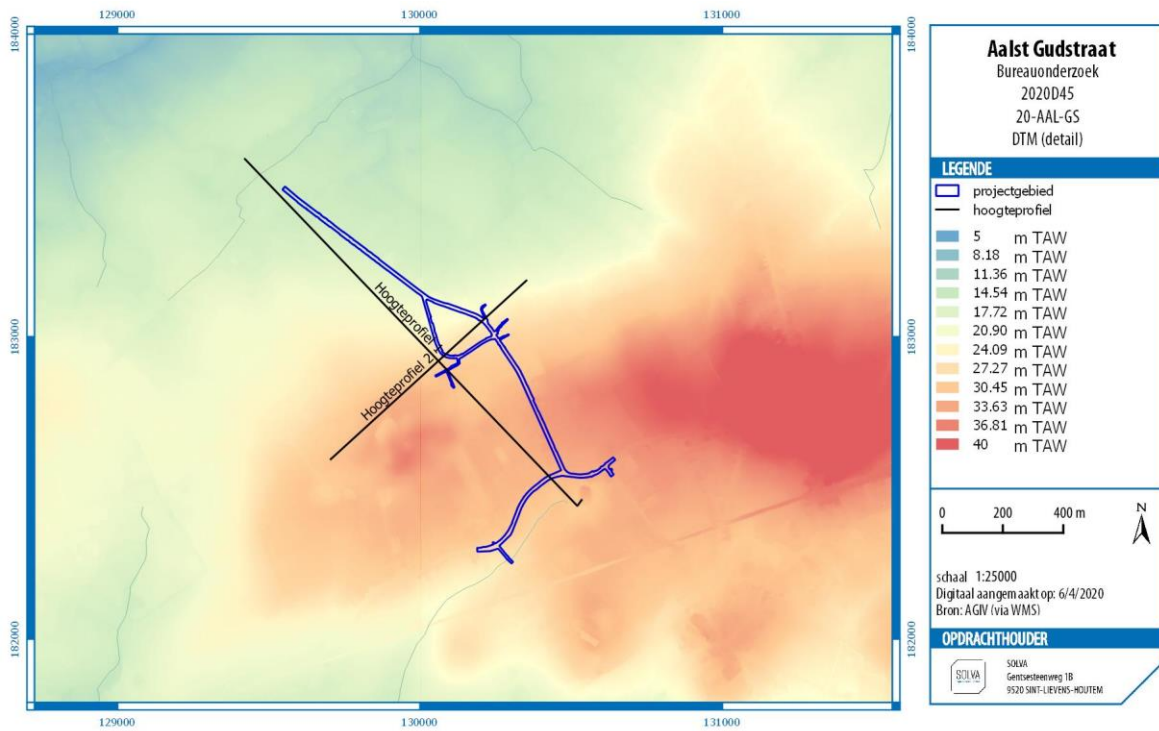 129000
130000
131000
184000
184000
Hoogteprofiel 1
Hoogteprofiel 2
183000
183000
182000
182000
129000
130000
131000
Aalst Gudstraat
Bureauonderzoek
2020D45
20-AAL-GS
DTM (detail)
LEGENDE
projectgebied
hoogteprofiel
5 m TAW
8.18 m TAW
11.36 m TAW
14.54 m TAW
17.72 m TAW
20.90 m TAW
24.09 m TAW
27.27 m TAW
30.45 m TAW
33.63 m TAW
36.81 m TAW
40 m TAW
0 200 400 m
N
schaal 1:25000
Digitaal aangemaakt op: 6/4/2020
Bron: AGIV (via WMS)
OPDRACHTHOUDER
SOLVA
SOLVA
Gentsesteenweg 1B
9520 SINT-LIEVENS-HOUTEM